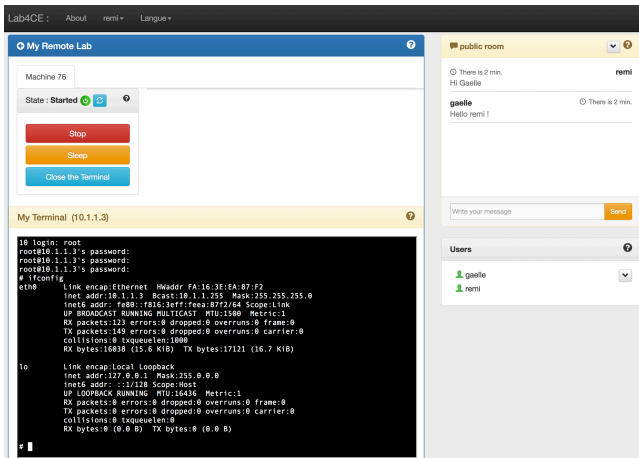 Lab4CE : About remi Langue
My Remote Lab
Machine 76
State : Started
Stop
Sleep
Close the Terminal
My Terminal (10.1.1.3)
10 login: root
root@10.1.1.3's password:
root@10.1.1.3's password:
root@10.1.1.3's password:
# ifconfig
eth0 Link encap:Ethernet HWaddr FA:16:3E:EA:87:F2
inet addr:10.1.1.3 Bcast:10.1.1.255 Mask:255.255.255.0
inet6 addr: fe80::f816:3eff:feea:87f2/64 Scope:Link
UP BROADCAST RUNNING MULTICAST MTU:1500 Metric:1
RX packets:123 errors:0 dropped:0 overruns:0 frame:0
TX packets:149 errors:0 dropped:0 overruns:0 carrier:0
collisions:0 txqueuelen:1000
RX bytes:16038 (15.6 KiB) TX bytes:17121 (16.7 KiB)
lo Link encap:Local Loopback
inet addr:127.0.0.1 Mask:255.0.0.0
inet6 addr: ::1/128 Scope:Host
UP LOOPBACK RUNNING MTU:16436 Metric:1
RX packets:0 errors:0 dropped:0 overruns:0 frame:0
TX packets:0 errors:0 dropped:0 overruns:0 carrier:0
collisions:0 txqueuelen:0
RX bytes:0 (0.0 B) TX bytes:0 (0.0 B)
#
public room
There is 2 min. remi
Hi Gaelle
gaelle There is 2 min.
Hello remi !
Write your message Send
Users
gaelle
remi